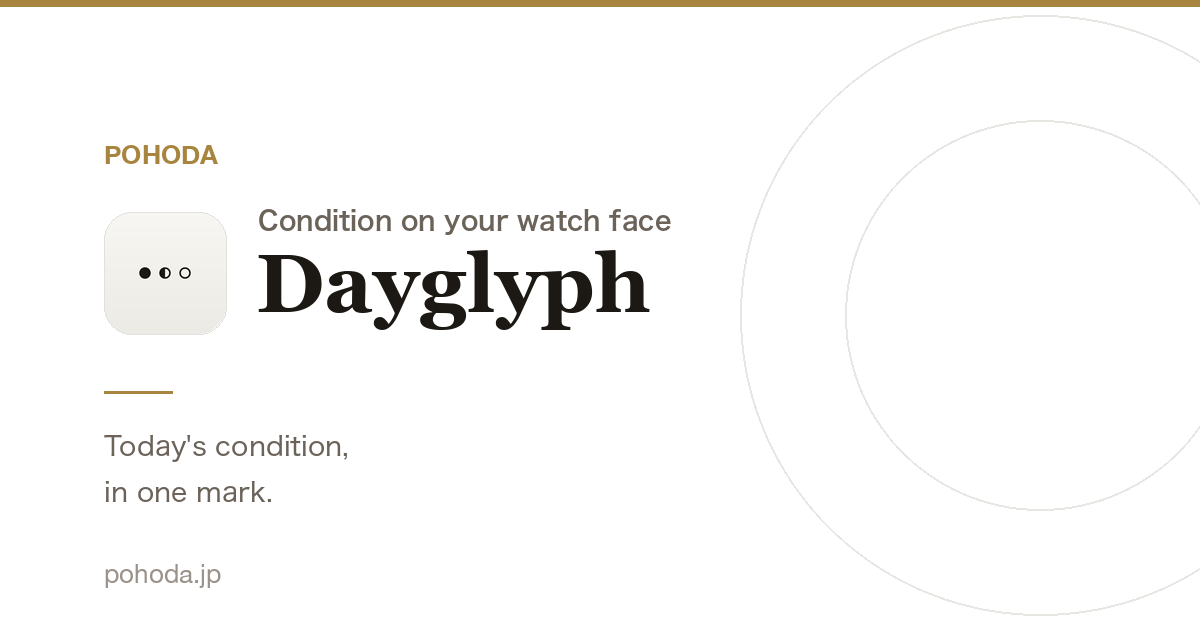 POHODA
Condition on your watch face
Dayglyph
Today's condition,
in one mark.
pohoda.jp